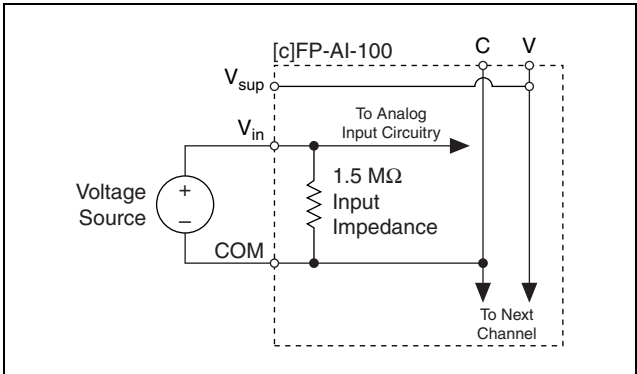 [c]FP-AI-100
C
V
Vsup
Vin
To Analog
Input Circuitry
Voltage
Source
+
–
1.5 MΩ
Input
Impedance
COM
To Next
Channel